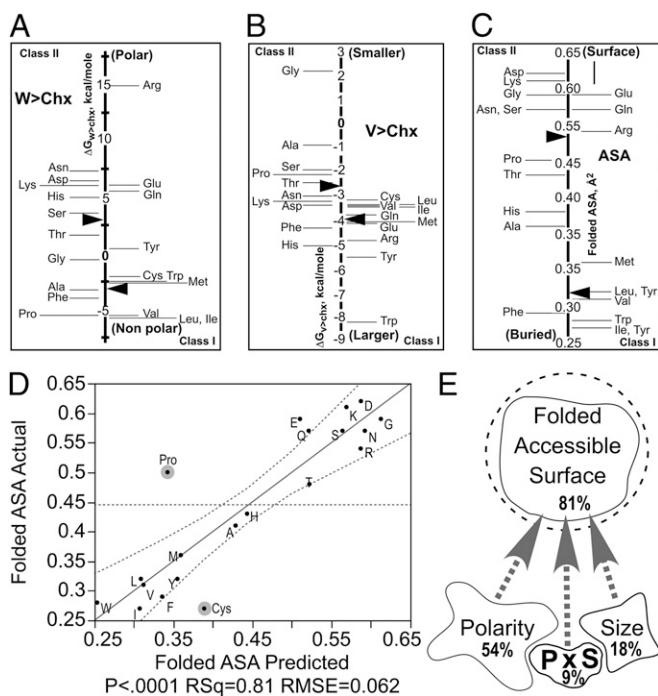 A
Class II
(Polar)
W>Chx
ΔGw>chx, kcal/mole
15
Arg
10
Asn
Asp
Lys
Glu
Gln
His
5
Ser
Thr
Tyr
Gly
0
Cys Trp
Met
Ala
Phe
Pro
-5
Val
Leu, Ile
(Non polar)
Class I
B
Class II
3
(Smaller)
Gly
2
1
0
V>Chx
Ala
-1
Ser
-2
Pro
Thr
-3
Asn
Cys
Leu
Lys
Asp
Val
Ile
Gln
-4
Met
Phe
Glu
Arg
His
-5
Tyr
-6
ΔGv>chx, kcal/mole
-7
-8
Trp
-9
(Larger)
Class I
C
Class II
0.65
(Surface)
Asp
Lys
Gly
0.60
Glu
Asn, Ser
Gln
0.55
Arg
ASA
Pro
0.45
Thr
Folded ASA, Å2
0.40
His
Ala
0.35
Met
0.35
Leu, Tyr
Val
Phe
0.30
Trp
(Buried)
Ile, Tyr
0.25
Class I
D
Folded ASA Actual
0.65
0.6
0.55
0.5
0.45
0.4
0.35
0.3
0.25
E
Q
K
D
G
S
N
R
Pro
T
H
A
M
L
V
Y
W
I
F
Cys
0.25
0.35
0.45
0.55
0.65
Folded ASA Predicted
P<.0001 RSq=0.81 RMSE=0.062
E
Folded
Accessible
Surface
81%
Polarity
54%
P x S
9%
Size
18%